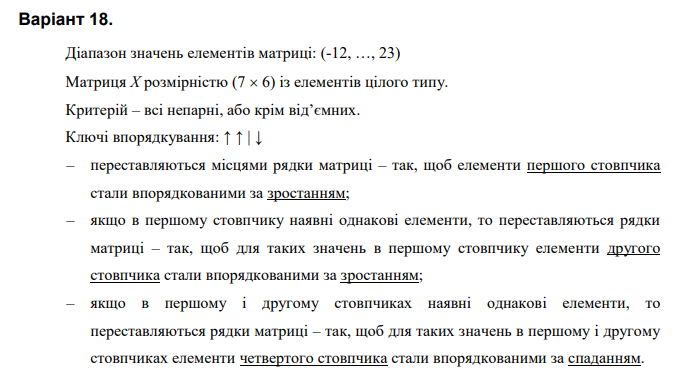 Варіант 18.
Діапазон значень елементів матриці: (-12, …, 23)
Матриця X розмірністю (7 × 6) із елементів цілого типу.
Критерій – всі непарні, або крім від’ємних.
Ключі впорядкування: ↑ ↑ | ↓
– переставляються місцями рядки матриці – так, щоб елементи першого стовпчика
стали впорядкованими за зростанням;
– якщо в першому стовпчику наявні однакові елементи, то переставляються рядки
матриці – так, щоб для таких значень в першому стовпчику елементи другого
стовпчика стали впорядкованими за зростанням;
– якщо в першому і другому стовпчиках наявні однакові елементи, то
переставляються рядки матриці – так, щоб для таких значень в першому і другому
стовпчиках елементи четвертого стовпчика стали впорядкованими за спаданням.